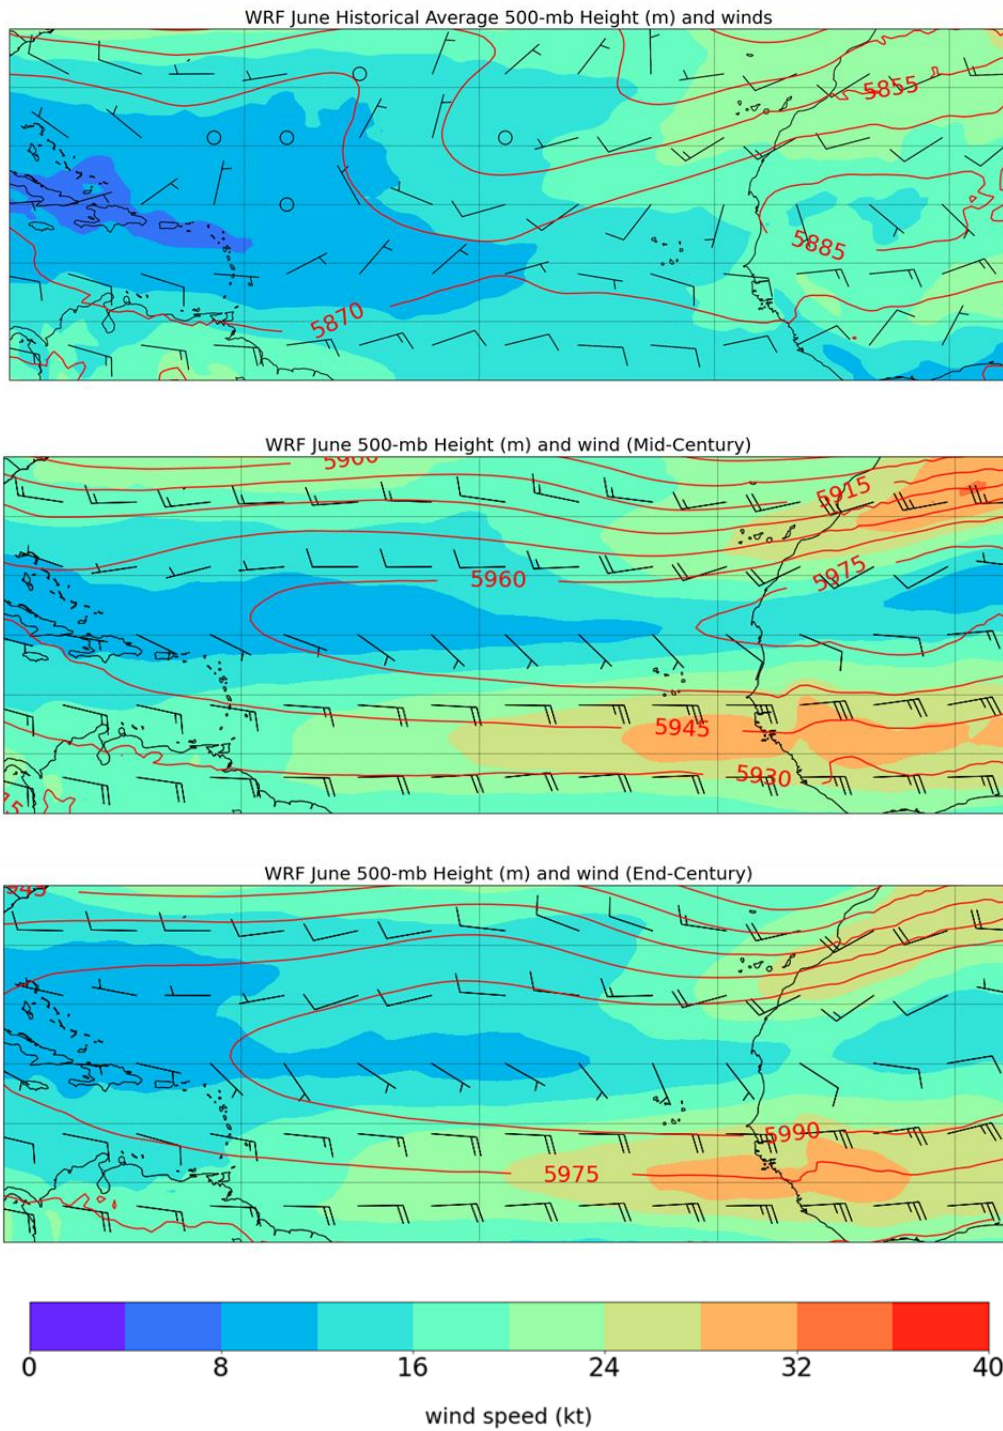 WRF June Historical Average 500-mb Height (m) and winds
5855
5885
5870
WRF June 500-mb Height (m) and wind (Mid-Century)
5900
5915
5975
5960
5945
5930
WRF June 500-mb Height (m) and wind (End-Century)
5945
5990
5975
0 8 16 24 32 40
wind speed (kt)